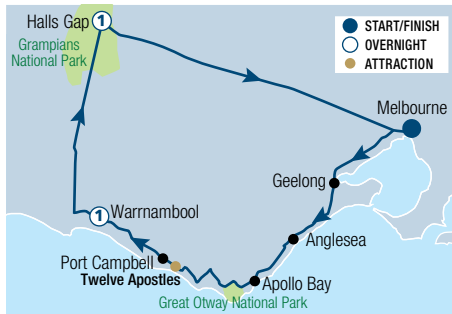 Halls Gap
1
Grampians
National Park
START/FINISH
1 OVERNIGHT
ATTRACTION
Melbourne
Geelong
1 Warrnambool
Anglesea
Port Campbell
Twelve Apostles
Apollo Bay
Great Otway National Park